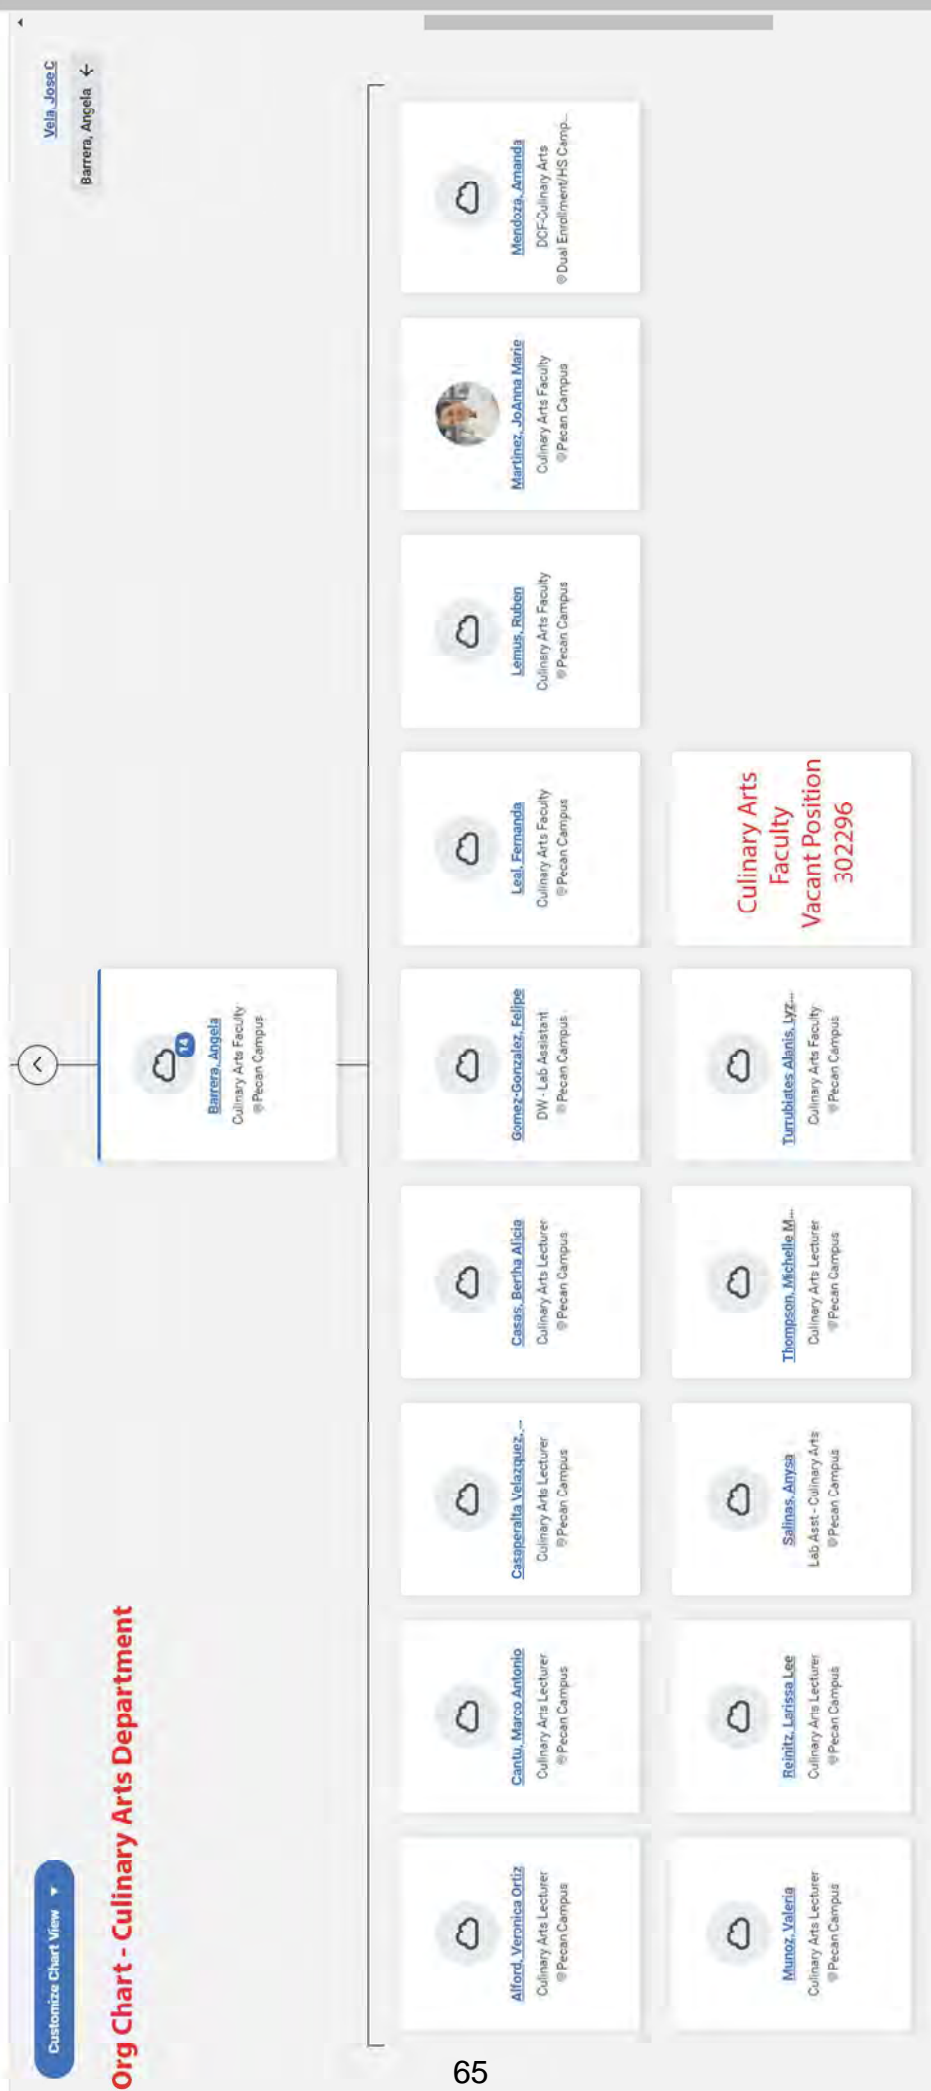 Customize Chart View
Vela, Jose C
Barrera, Angela
Org Chart - Culinary Arts Department
14
Barrera, Angela
Culinary Arts Faculty
Pecan Campus
Alford, Veronica Ortiz
Culinary Arts Lecturer
Pecan Campus
Cantu, Marco Antonio
Culinary Arts Lecturer
Pecan Campus
Casaperalta Velazquez, ...
Culinary Arts Lecturer
Pecan Campus
Casas, Bertha Alicia
Culinary Arts Lecturer
Pecan Campus
Gomez-Gonzalez, Felipe
DW - Lab Assistant
Pecan Campus
Leal, Fernanda
Culinary Arts Faculty
Pecan Campus
Lemus, Ruben
Culinary Arts Faculty
Pecan Campus
Martinez, JoAnna Marie
Culinary Arts Faculty
Pecan Campus
Mendoza, Amanda
DCF-Culinary Arts
Dual Enrollment/HS Camp...
Munoz, Valeria
Culinary Arts Lecturer
Pecan Campus
Reinitz, Larissa Lee
Culinary Arts Lecturer
Pecan Campus
Salinas, Anysa
Lab Asst - Culinary Arts
Pecan Campus
Thompson, Michelle M...
Culinary Arts Lecturer
Pecan Campus
Turrubiates Alanis, Lyz...
Culinary Arts Faculty
Pecan Campus
Culinary Arts
Faculty
Vacant Position
302296
65